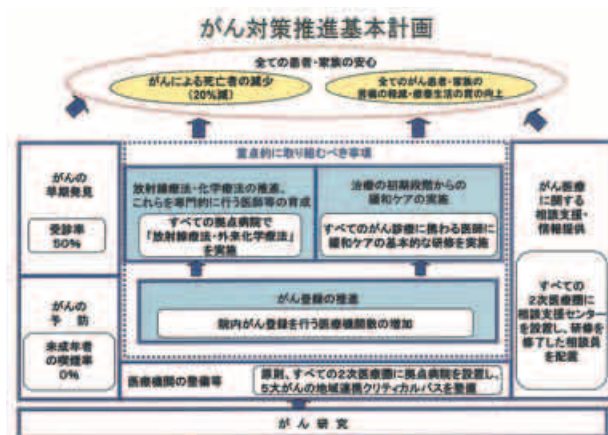 がん対策推進基本計画
全ての患者・家族の安心
がんによる死亡者の減少
(20%減)
全てのがん患者・家族の
苦痛の軽減・療養生活の質の向上
重点的に取り組むべき事項
がんの
早期発見
受診率
50%
がんの
予 防
未成年者
の喫煙率
0%
放射線療法・化学療法の推進、
これらを専門的に行う医師等の育成
すべての拠点病院で
「放射線療法・外来化学療法」
を実施
治療の初期段階からの
緩和ケアの実施
すべてのがん診療に携わる医師に
緩和ケアの基本的な研修を実施
がん登録の推進
院内がん登録を行う医療機関数の増加
医療機関の整備等
原則、すべての2次医療圏に拠点病院を設置し、
5大がんの地域連携クリティカルパスを整備
がん医療
に関する
相談支援・
情報提供
すべての
2次医療圏に
相談支援センター
を設置し、研修を
修了した相談員
を配置
がん研究